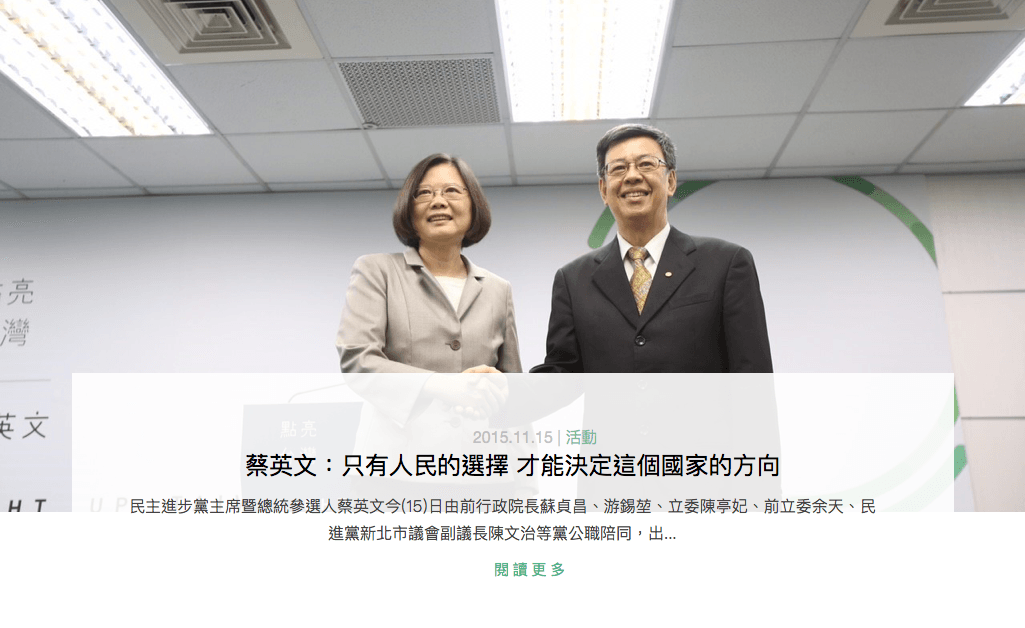 亮
灣
英文
點亮
HT UP
2015.11.15 | 活動
蔡英文：只有人民的選擇 才能決定這個國家的方向
民主進步黨主席暨總統參選人蔡英文今(15)日由前行政院長蘇貞昌、游錫堃、立委陳亭妃、前立委余天、民
進黨新北市議會副議長陳文治等黨公職陪同，出...
閱讀更多